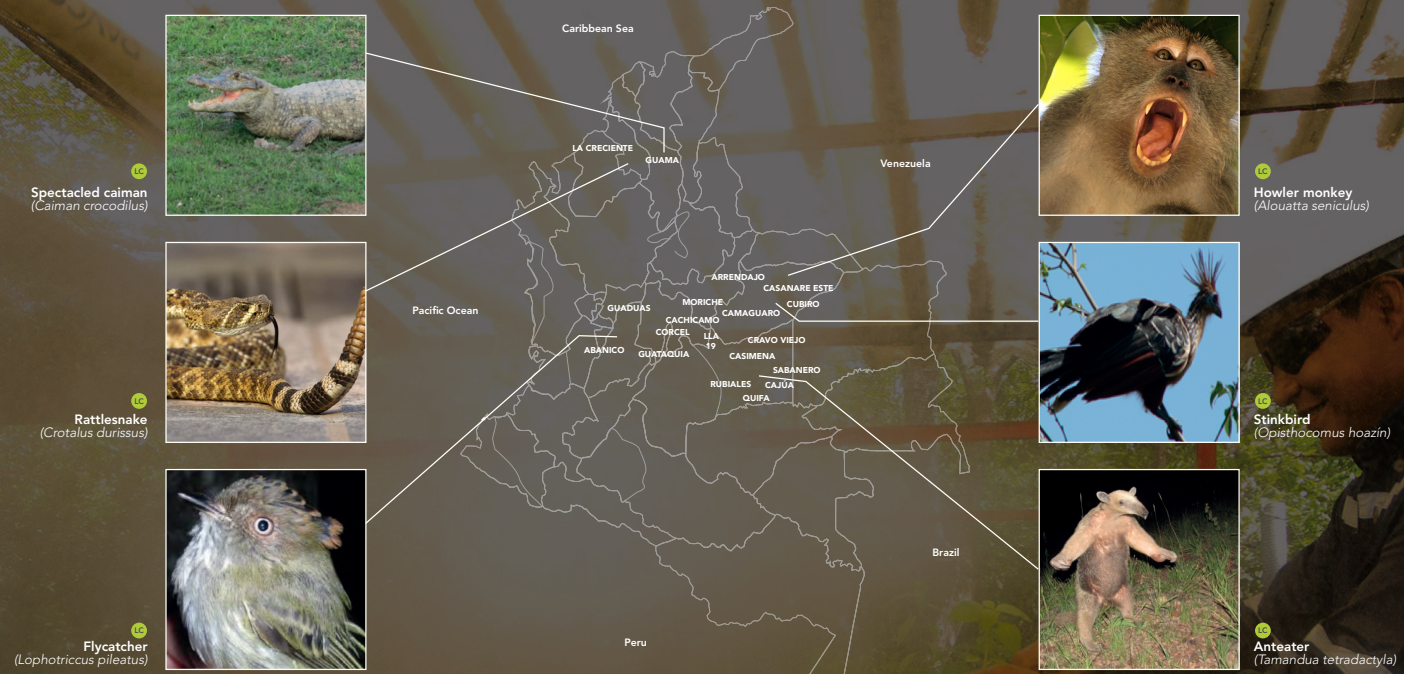 Caribbean Sea
Venezuela
Pacific Ocean
Brazil
Peru
LA CRECIENTE
GUAMA
ARRENDAJO
CASANARE ESTE
CUBIRO
MORICHE
CAMAGUARO
GUADUAS
CACHICAMO
CORCEL
LLA
19
CRAVO VIEJO
ABANICO
GUATAQUIA
CASIMENA
SABANERO
RUBIALES
CAJÚA
QUIFA
LC
Spectacled caiman
(Caiman crocodilus)
LC
Rattlesnake
(Crotalus durissus)
LC
Flycatcher
(Lophotriccus pileatus)
LC
Howler monkey
(Alouatta seniculus)
LC
Stinkbird
(Opisthocomus hoazín)
LC
Anteater
(Tamandua tetradactyla)